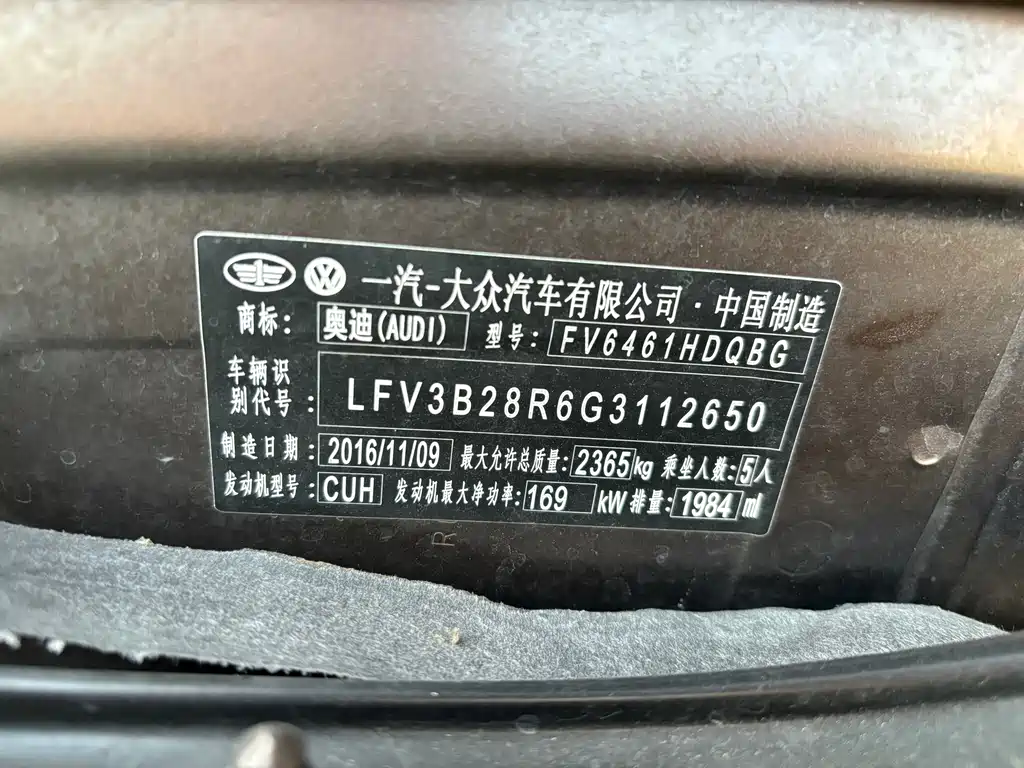 一汽-大众汽车有限公司·中国制造
商标: 奥迪(AUDI) 型号: FV6461HDQBG
车辆识
别代号: LFV3B28R6G3112650
制造日期: 2016/11/09 最大允许总质量: 2365kg 乘坐人数: 5人
发动机型号: CUH 发动机最大净功率: 169 kW 排量: 1984 ml